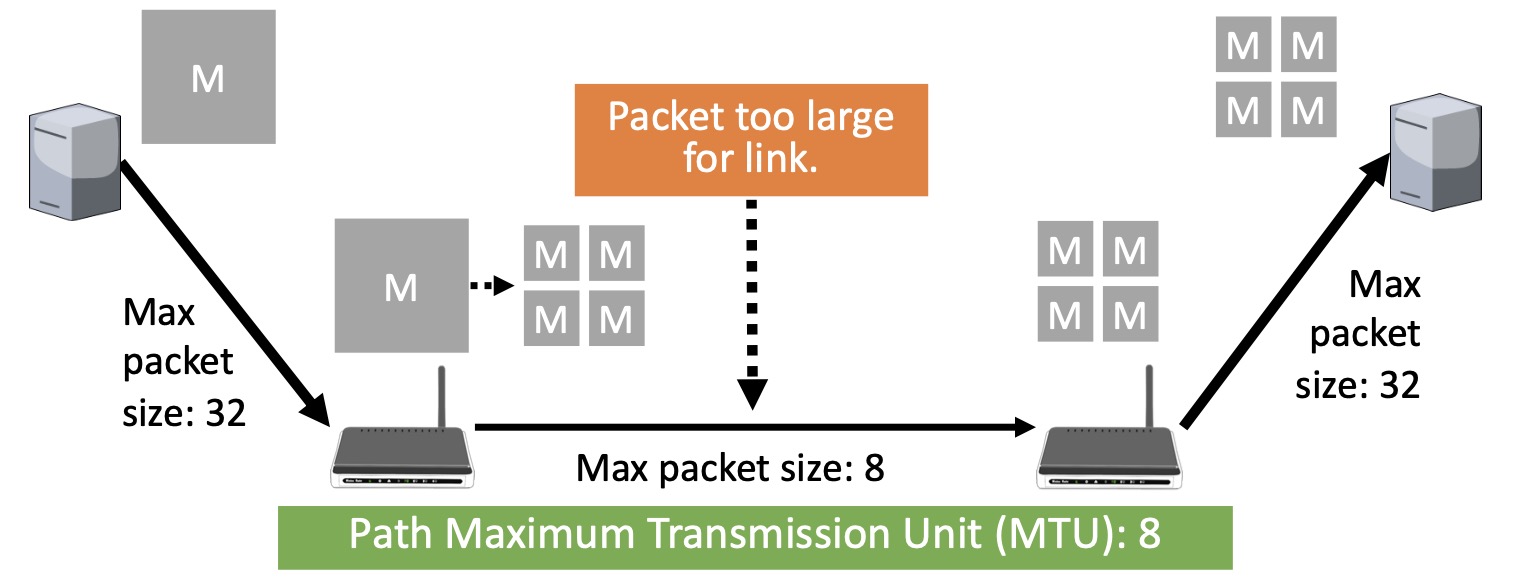 M
M M
M M
Packet too large
for link.
M
M M
M M
M M
M M
Max
packet
size: 32
Max
packet
size: 32
Max packet size: 8
Path Maximum Transmission Unit (MTU): 8